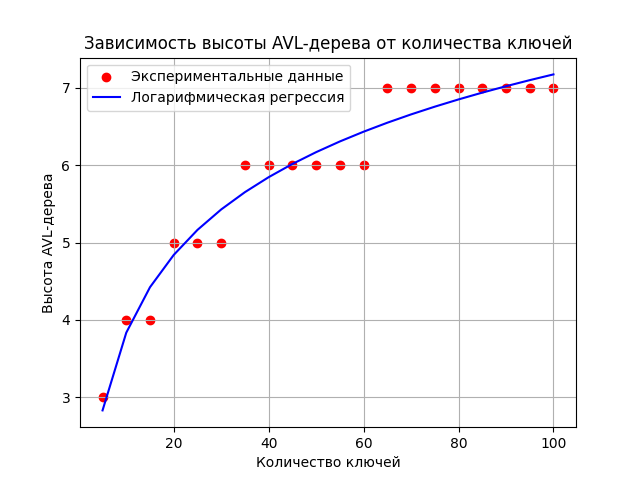 Зависимость высоты AVL-дерева от количества ключей
Экспериментальные данные
Логарифмическая регрессия
7
6
5
4
3
Высота AVL-дерева
20 40 60 80 100
Количество ключей